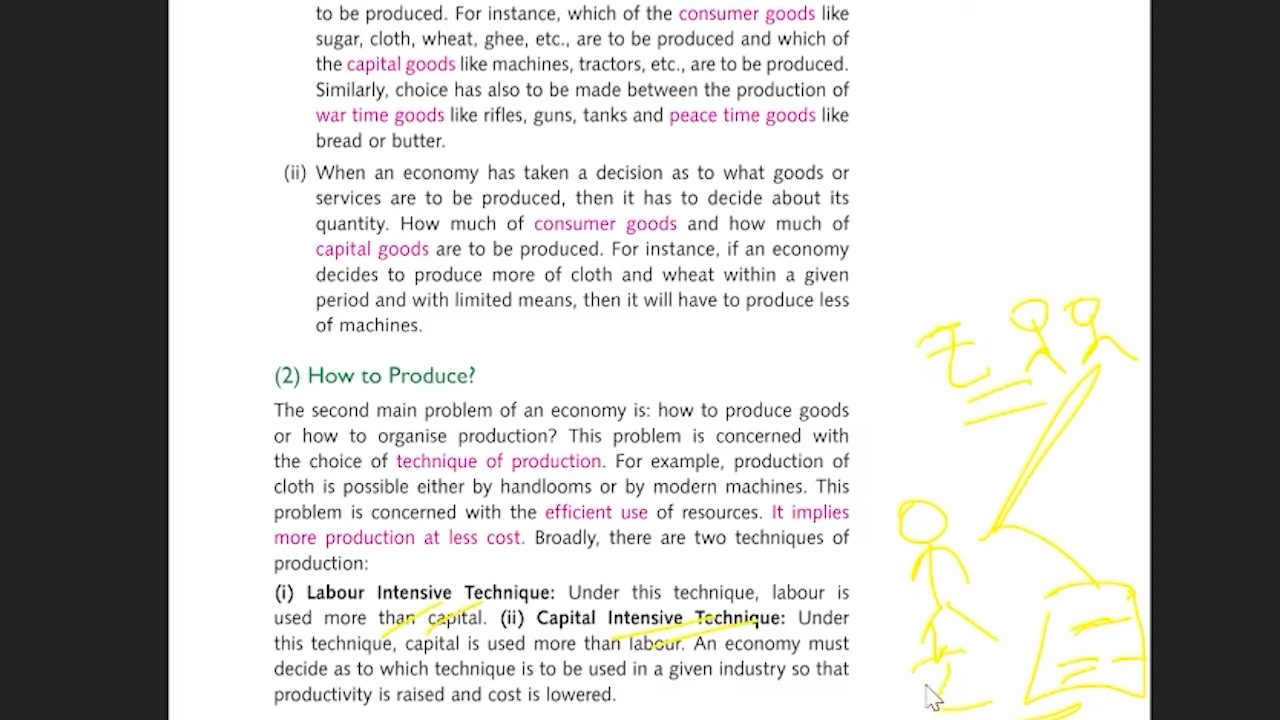 to be produced. For instance, which of the consumer goods like
sugar, cloth, wheat, ghee, etc., are to be produced and which of
the capital goods like machines, tractors, etc., are to be produced.
Similarly, choice has also to be made between the production of
war time goods like rifles, guns, tanks and peace time goods like
bread or butter.
(ii) When an economy has taken a decision as to what goods or
services are to be produced, then it has to decide about its
quantity. How much of consumer goods and how much of
capital goods are to be produced. For instance, if an economy
decides to produce more of cloth and wheat within a given
period and with limited means, then it will have to produce less
of machines.
(2) How to Produce?
The second main problem of an economy is: how to produce goods
or how to organise production? This problem is concerned with
the choice of technique of production. For example, production of
cloth is possible either by handlooms or by modern machines. This
problem is concerned with the efficient use of resources. It implies
more production at less cost. Broadly, there are two techniques of
production:
(i) Labour Intensive Technique: Under this technique, labour is
used more than capital. (ii) Capital Intensive Technique: Under
this technique, capital is used more than labour. An economy must
decide as to which technique is to be used in a given industry so that
productivity is raised and cost is lowered.